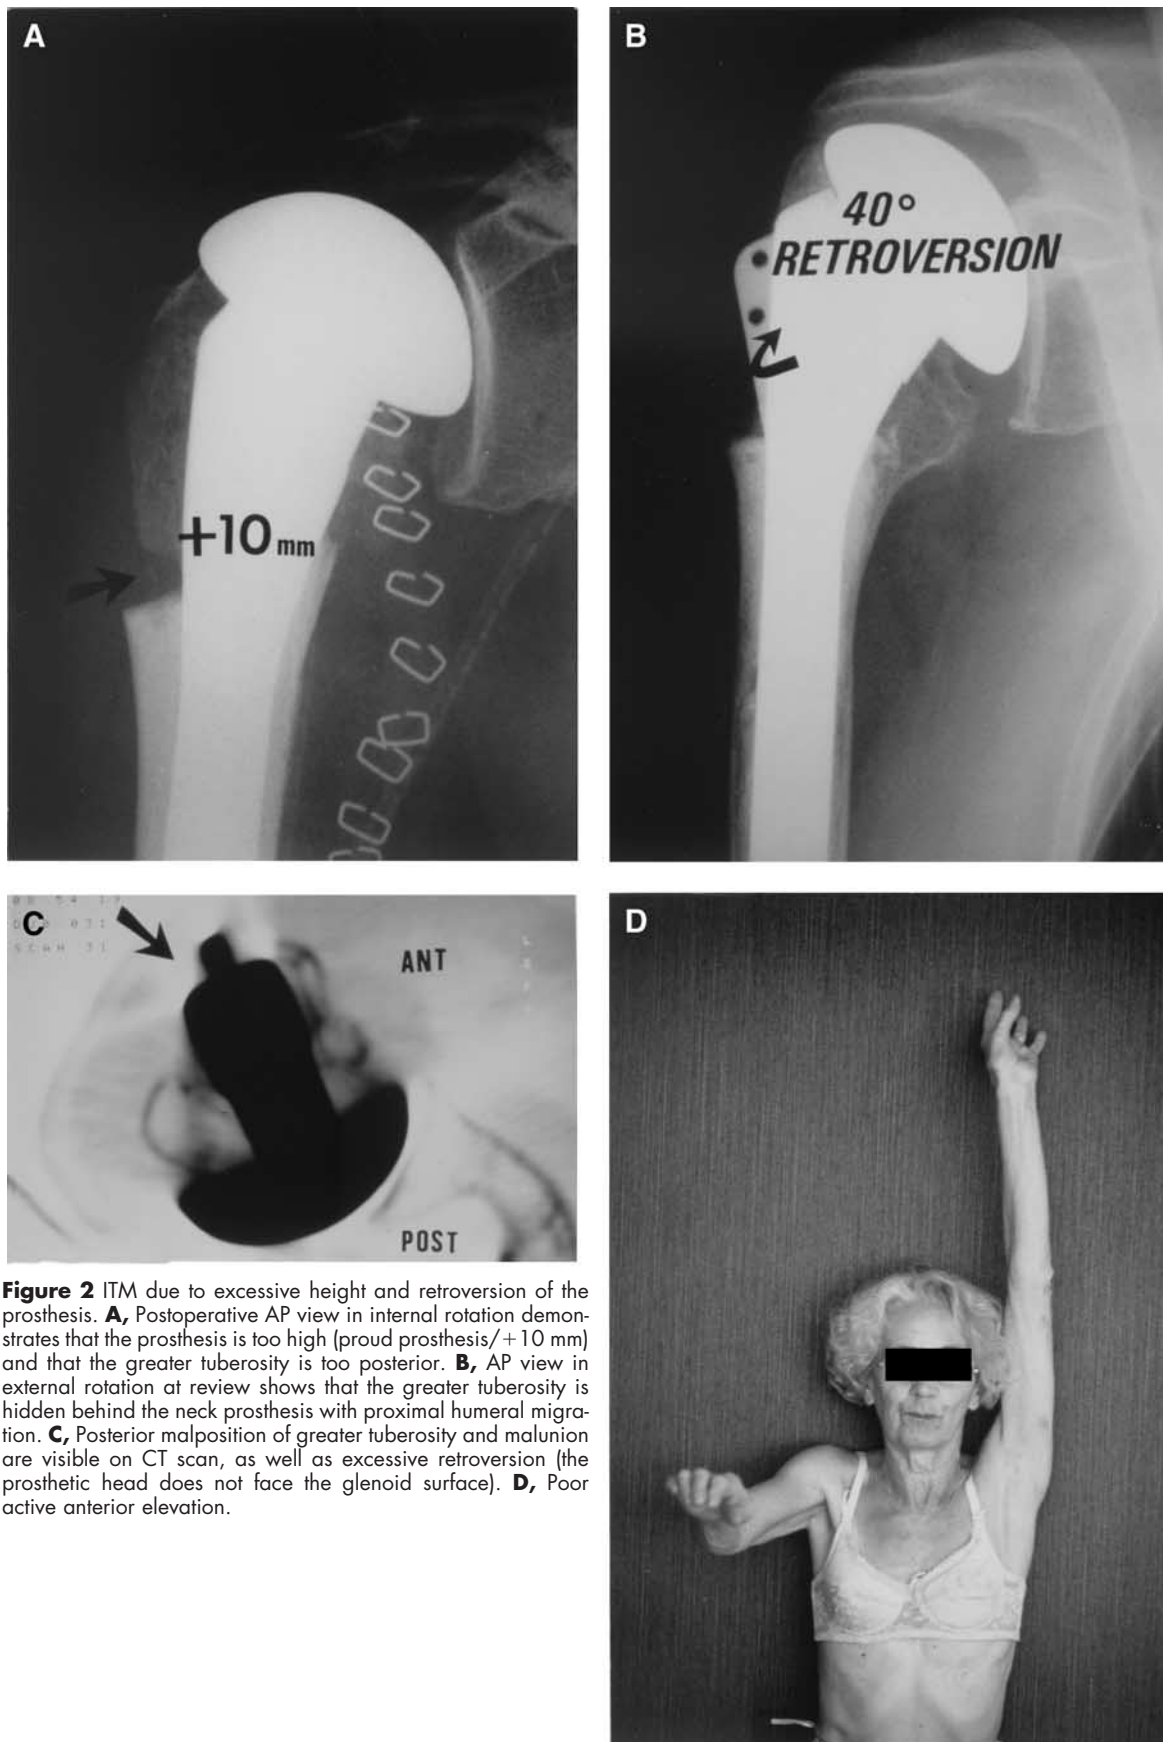 A
+10 mm
B
40°
RETROVERSION
C
ANT
POST
D
Figure 2 ITM due to excessive height and retroversion of the
prosthesis. A, Postoperative AP view in internal rotation demon-
strates that the prosthesis is too high (proud prosthesis/+10 mm)
and that the greater tuberosity is too posterior. B, AP view in
external rotation at review shows that the greater tuberosity is
hidden behind the neck prosthesis with proximal humeral migra-
tion. C, Posterior malposition of greater tuberosity and malunion
are visible on CT scan, as well as excessive retroversion (the
prosthetic head does not face the glenoid surface). D, Poor
active anterior elevation.